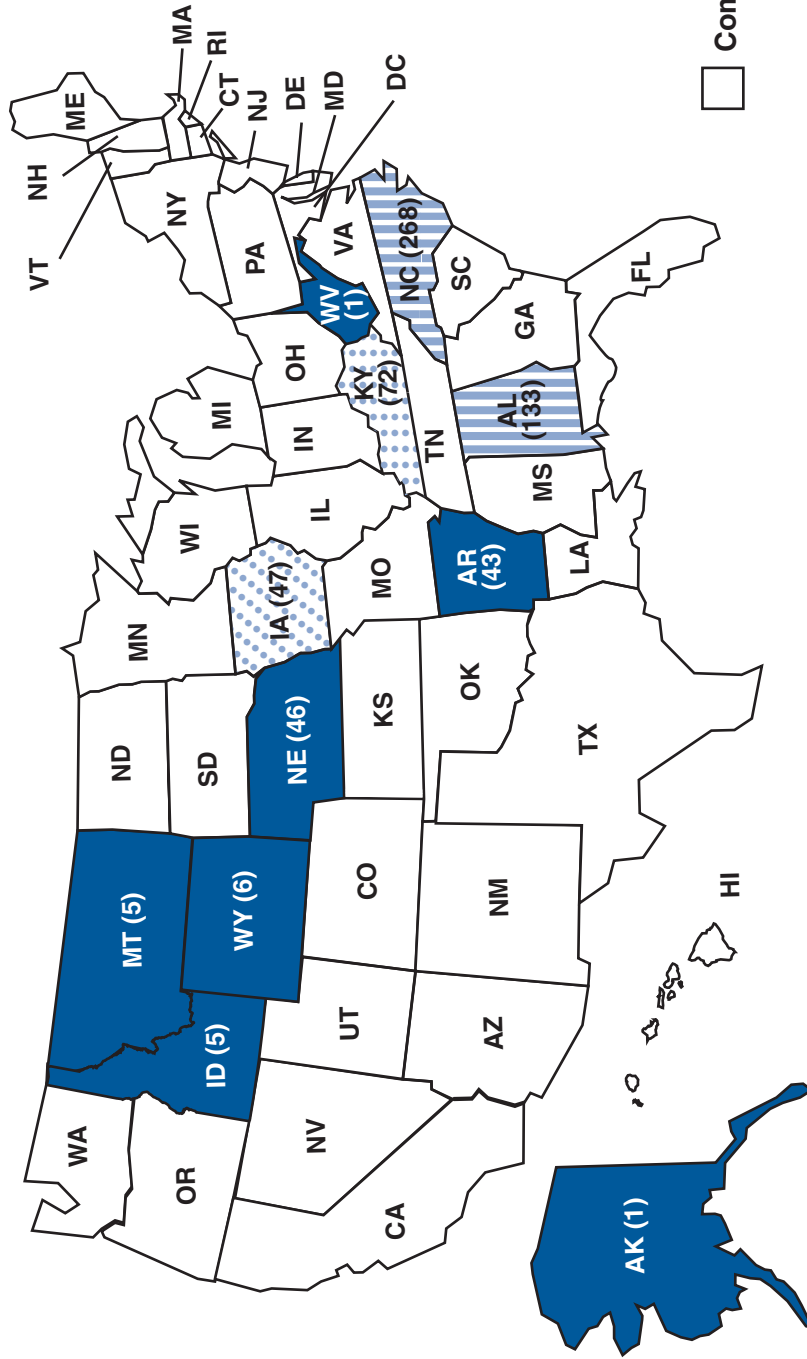 WA
OR
CA
NV
ID (5)
MT (5)
WY (6)
UT
AZ
CO
NM
ND
SD
NE (46)
KS
OK
TX
MN
IA (47)
MO
AR
(43)
LA
WI
IL
MI
IN
OH
KY
(72)
TN
MS
AL
(133)
GA
FL
SC
NC (268)
VA
WV
(1)
PA
NY
VT
NH
ME
MA
RI
CT
NJ
DE
MD
DC
AK (1)
HI
Con